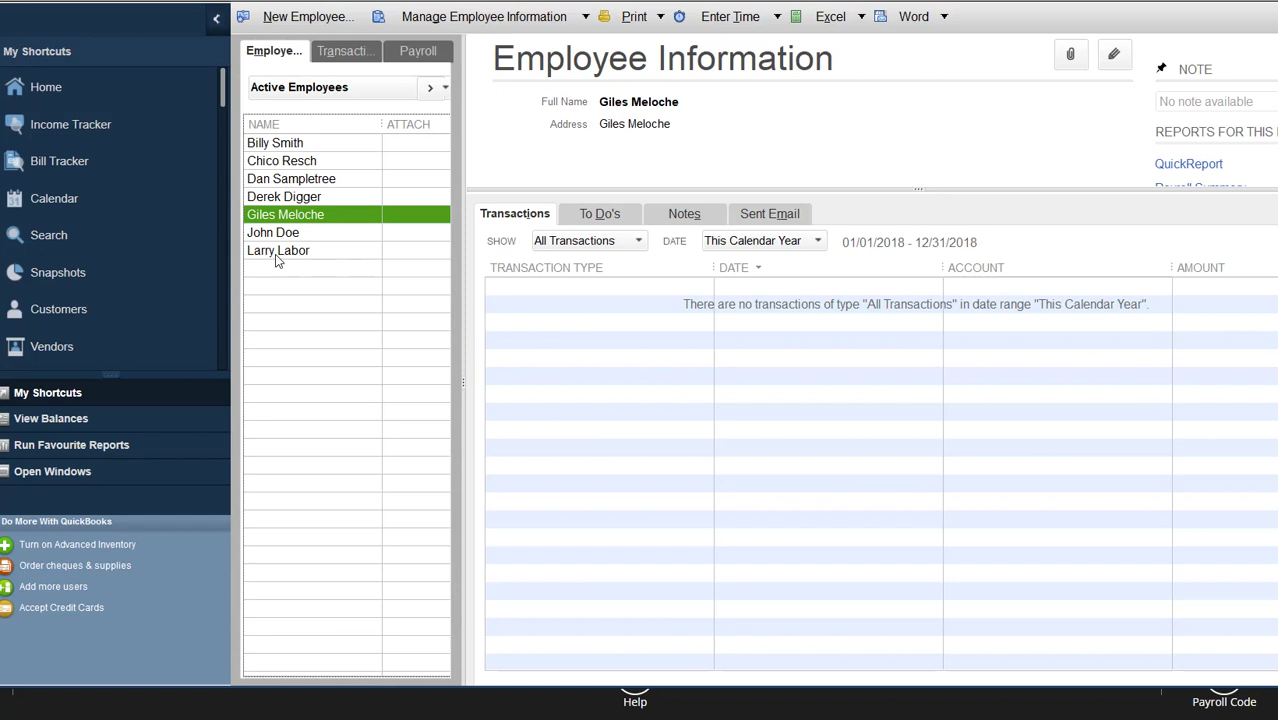 New Employee...
Manage Employee Information
Print
Enter Time
Excel
Word
My Shortcuts
Home
Income Tracker
Bill Tracker
Calendar
Search
Snapshots
Customers
Vendors
My Shortcuts
View Balances
Run Favourite Reports
Open Windows
Do More With QuickBooks
Turn on Advanced Inventory
Order cheques & supplies
Add more users
Accept Credit Cards
Employe...
Transacti...
Payroll
Active Employees
NAME
ATTACH
Billy Smith
Chico Resch
Dan Sampletree
Derek Digger
Giles Meloche
John Doe
Larry Labor
Employee Information
Full Name Giles Meloche
Address Giles Meloche
NOTE
No note available
REPORTS FOR THIS
QuickReport
Payroll Summary
Transactions
To Do's
Notes
Sent Email
SHOW All Transactions
DATE This Calendar Year
01/01/2018 - 12/31/2018
TRANSACTION TYPE
DATE
ACCOUNT
AMOUNT
There are no transactions of type "All Transactions" in date range "This Calendar Year".
Help
Payroll Code